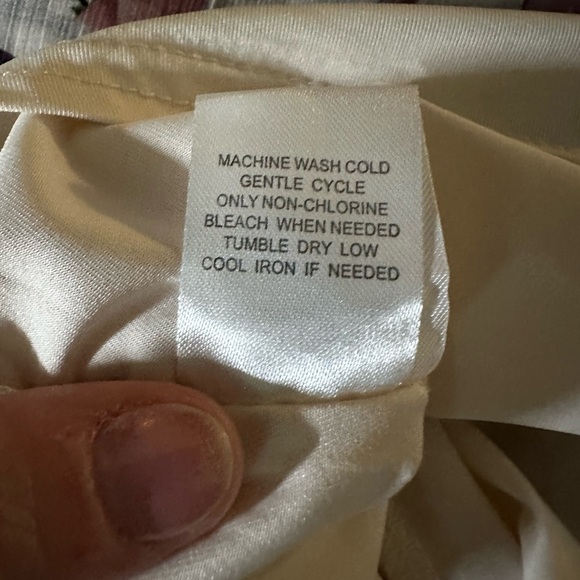 MACHINE WASH COLD
GENTLE CYCLE
ONLY NON-CHLORINE
BLEACH WHEN NEEDED
TUMBLE DRY LOW
COOL IRON IF NEEDED